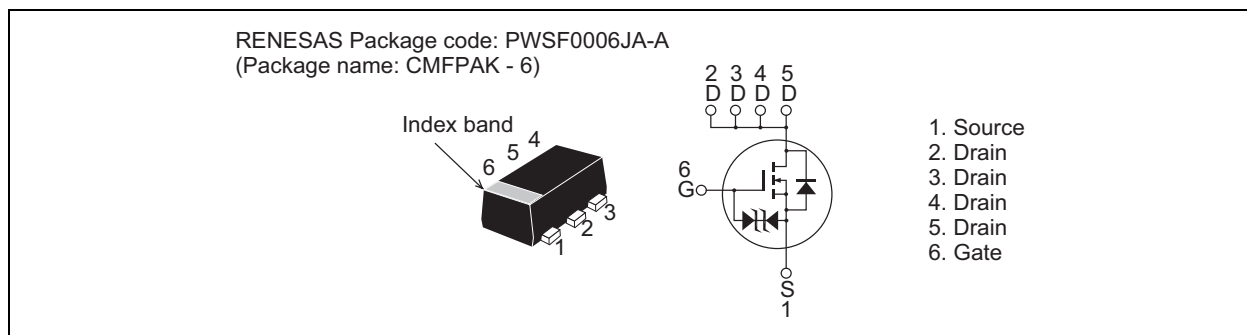 RENESAS Package code: PWSF0006JA-A
(Package name: CMFPAK - 6)
Index band
6 5 4
1 2 3
2 3 4 5
D D D D
6
G
S
1
1. Source
2. Drain
3. Drain
4. Drain
5. Drain
6. Gate